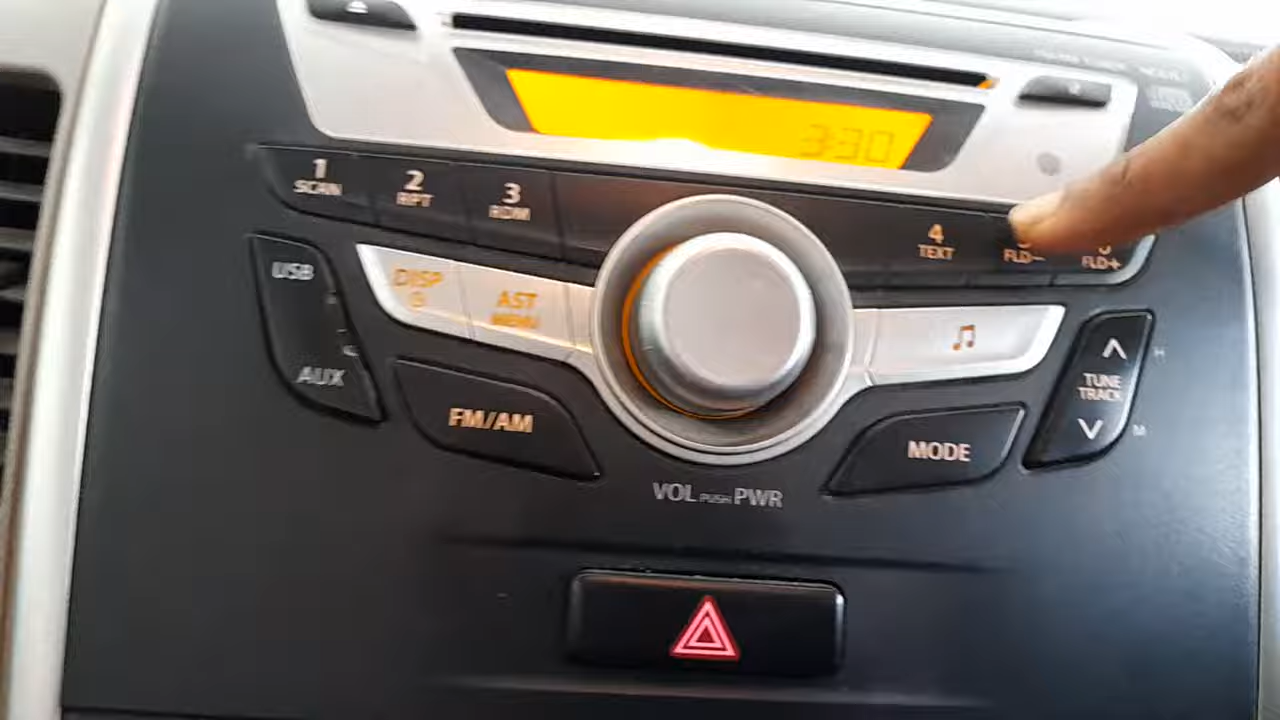 3:30
1
SCAN
2
RPT
3
RDM
4
TEXT
FLD-
FLD+
USB
AUX
DISP
AST
MENU
FM/AM
MODE
TUNE
TRACK
H
M
VOL PUSH PWR